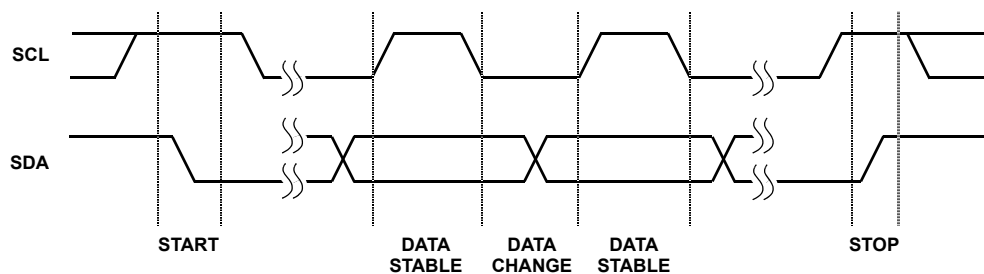 SCL
SDA
START
DATA
STABLE
DATA
CHANGE
DATA
STABLE
STOP